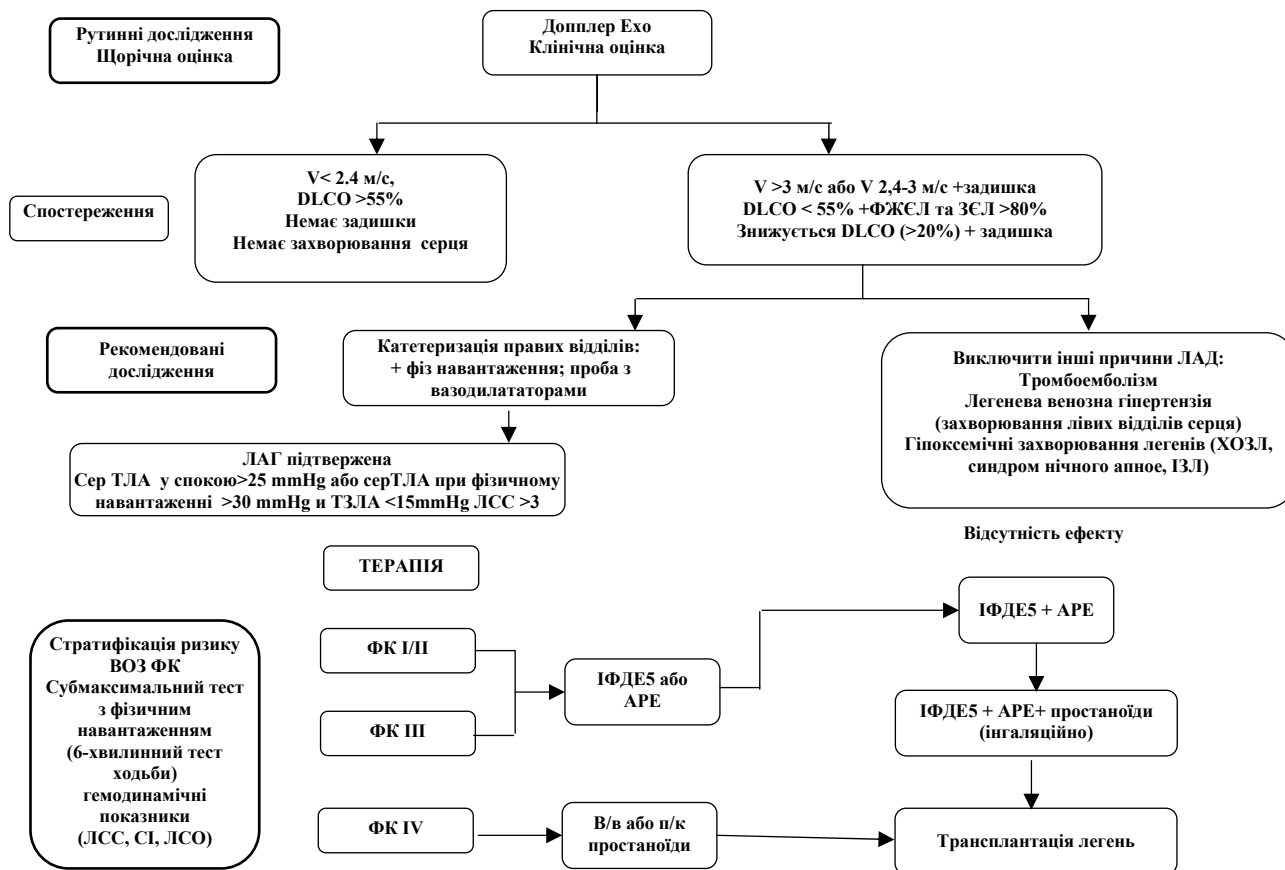 Рутинні дослідження
Щорічна оцінка
Допплер Ехо
Клінічна оцінка
Спостереження
V< 2.4 м/с,
DLCO >55%
Немає задишки
Немає захворювання серця
V >3 м/с або V 2,4-3 м/с +задишка
DLCO < 55% +ФЖЄЛ та ЗЄЛ >80%
Знижується DLCO (>20%) + задишка
Рекомендовані
дослідження
Катетеризація правих відділів:
+ фіз навантаження; проба з
вазодилататорами
Виключити інші причини ЛАД:
Тромбоемболізм
Легенева венозна гіпертензія
(захворювання лівих відділів серця)
Гіпоксемічні захворювання легенів (ХОЗЛ,
синдром нічного апное, ІЗЛ)
ЛАГ підтвержена
Сер ТЛА у спокою>25 mmHg або серТЛА при фізичному
навантаженні >30 mmHg и ТЗЛА <15mmHg ЛСС >3
Відсутність ефекту
ТЕРАПІЯ
Стратифікація ризику
ВОЗ ФК
Субмаксимальний тест
з фізичним
навантаженням
(6-хвилинний тест
ходьби)
гемодинамічні
показники
(ЛСС, СІ, ЛСО)
ФК I/II
ФК III
ФК IV
ІФДЕ5 або
АРЕ
В/в або п/к
простаноїди
ІФДЕ5 + АРЕ
ІФДЕ5 + АРЕ+ простаноїди
(інгаляційно)
Трансплантація легень